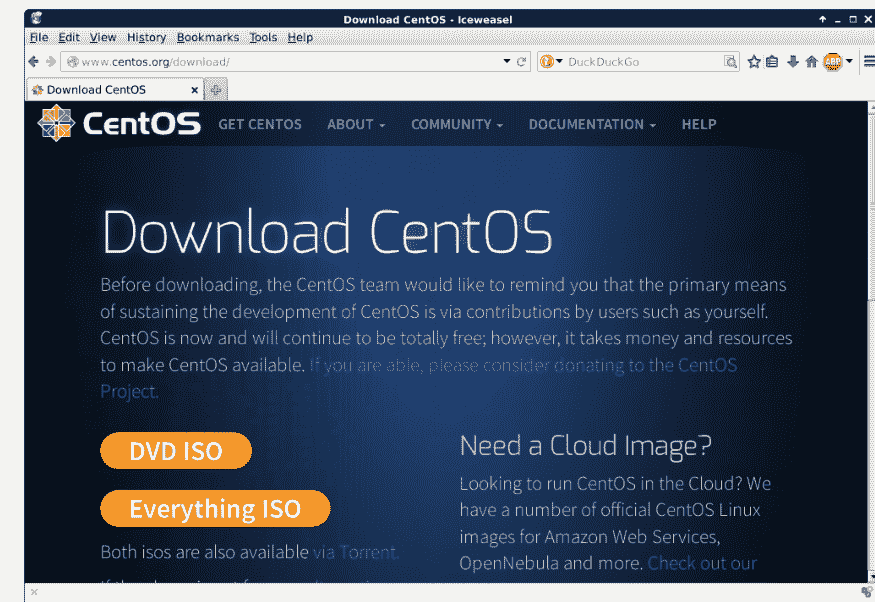 Download CentOS - Iceweasel
File Edit View History Bookmarks Tools Help
www.centos.org/download/ DuckDuckGo ABP
Download CentOS
CentOS GET CENTOS ABOUT COMMUNITY DOCUMENTATION HELP
Download CentOS
Before downloading, the CentOS team would like to remind you that the primary means
of sustaining the development of CentOS is via contributions by users such as yourself.
CentOS is now and will continue to be totally free; however, it takes money and resources
to make CentOS available. If you are able, please consider donating to the CentOS
Project.
DVD ISO
Everything ISO
Both isos are also available via Torrent.
Need a Cloud Image?
Looking to run CentOS in the Cloud? We
have a number of official CentOS Linux
images for Amazon Web Services,
OpenNebula and more. Check out our